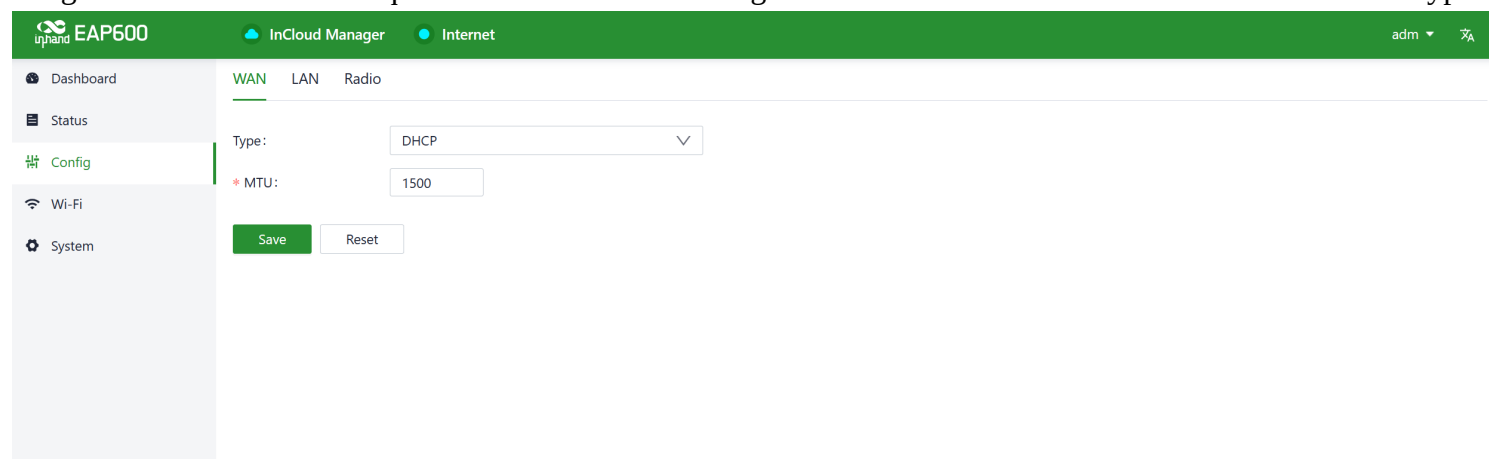 inhand EAP600 InCloud Manager Internet adm
Dashboard WAN LAN Radio
Status
Type: DHCP
Config
* MTU: 1500
Wi-Fi
Save Reset
System